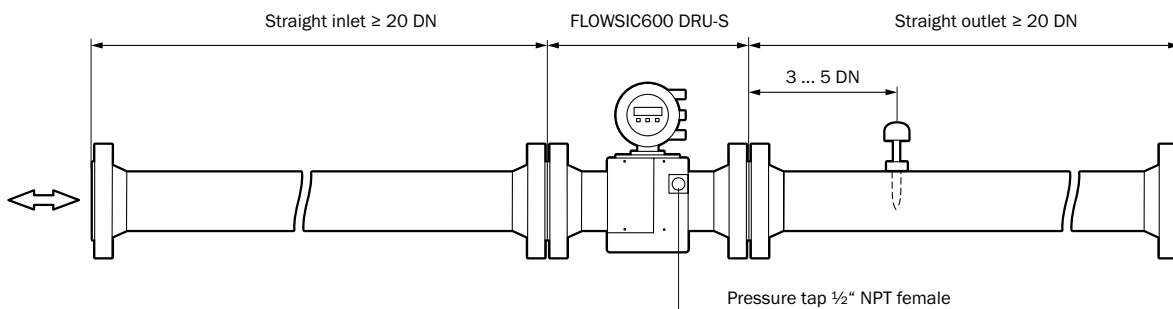 Straight inlet ≥ 20 DN
FLOWSIC600 DRU-S
Straight outlet ≥ 20 DN
3 ... 5 DN
Pressure tap ½“ NPT female